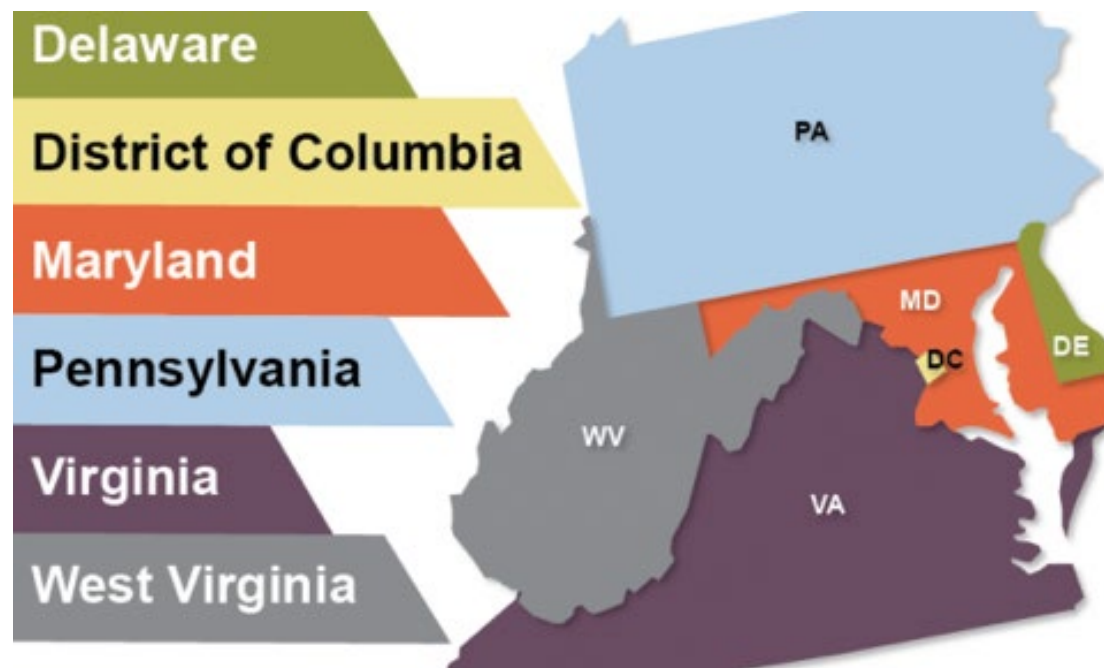 Delaware
District of Columbia
Maryland
Pennsylvania
Virginia
West Virginia
PA
MD
DE
DC
WV
VA